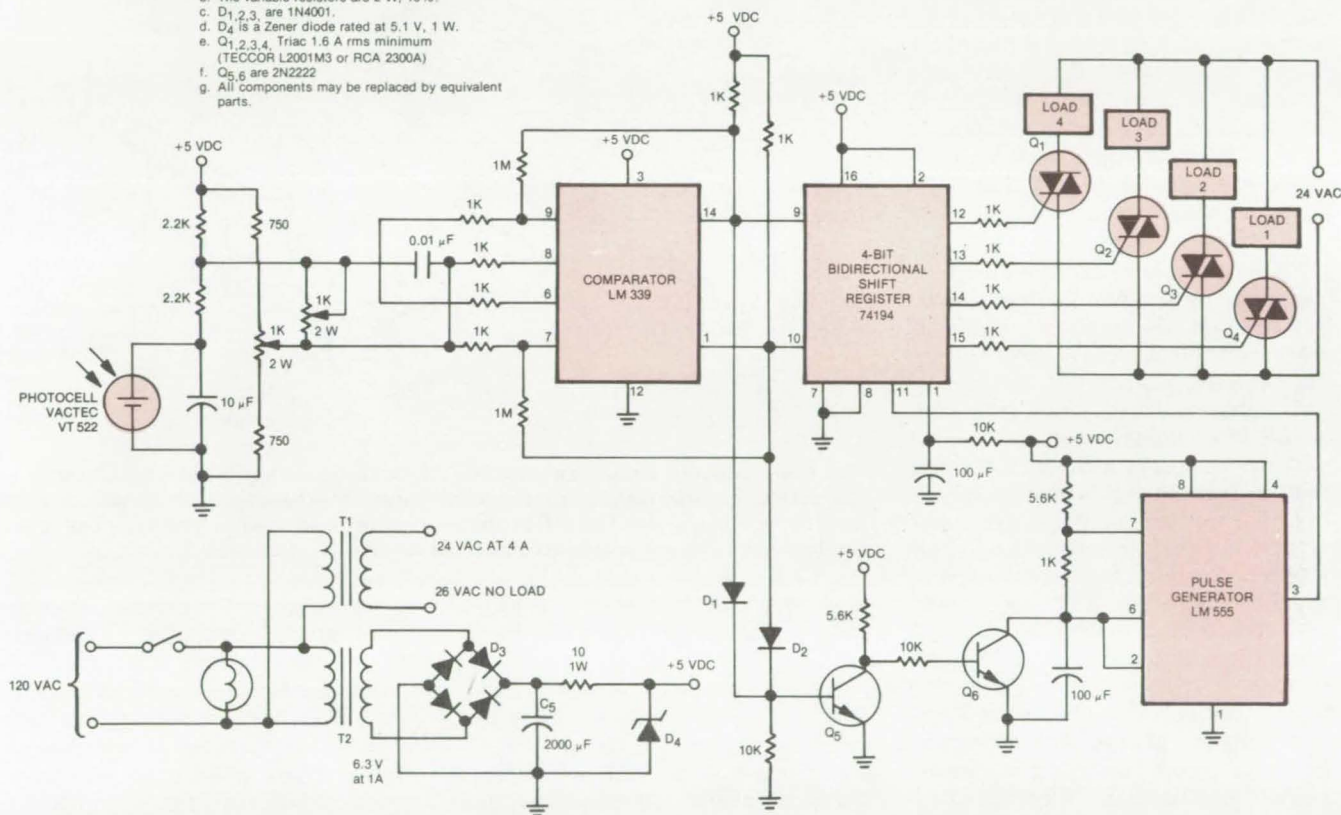 c. D1,2,3, are 1N4001.
d. D4 is a Zener diode rated at 5.1 V, 1 W.
e. Q1,2,3,4, Triac 1.6 A rms minimum
(TECCOR L2001M3 or RCA 2300A)
f. Q5,6 are 2N2222
g. All components may be replaced by equivalent
parts.
+5 VDC
1K
1K
+5 VDC
LOAD
4
LOAD
3
LOAD
2
LOAD
1
24 VAC
Q1
Q2
Q3
Q4
+5 VDC
2.2K
750
2.2K
1K
2 W
1K
2 W
750
0.01 µF
10 µF
PHOTOCELL
VACTEC
VT 522
1M
1K
1K
1K
1K
1M
+5 VDC
3
9
14
8
6
7
1
12
COMPARATOR
LM 339
16
2
9
12
13
14
15
10
7
8
11
1
4-BIT
BIDIRECTIONAL
SHIFT
REGISTER
74194
1K
1K
1K
1K
10K
+5 VDC
100 µF
5.6K
1K
8
4
7
6
2
3
1
PULSE
GENERATOR
LM 555
100 µF
T1
24 VAC AT 4 A
26 VAC NO LOAD
120 VAC
T2
6.3 V
at 1A
D3
10
1W
+5 VDC
C5
2000 µF
D4
D1
D2
10K
+5 VDC
5.6K
10K
Q5
Q6